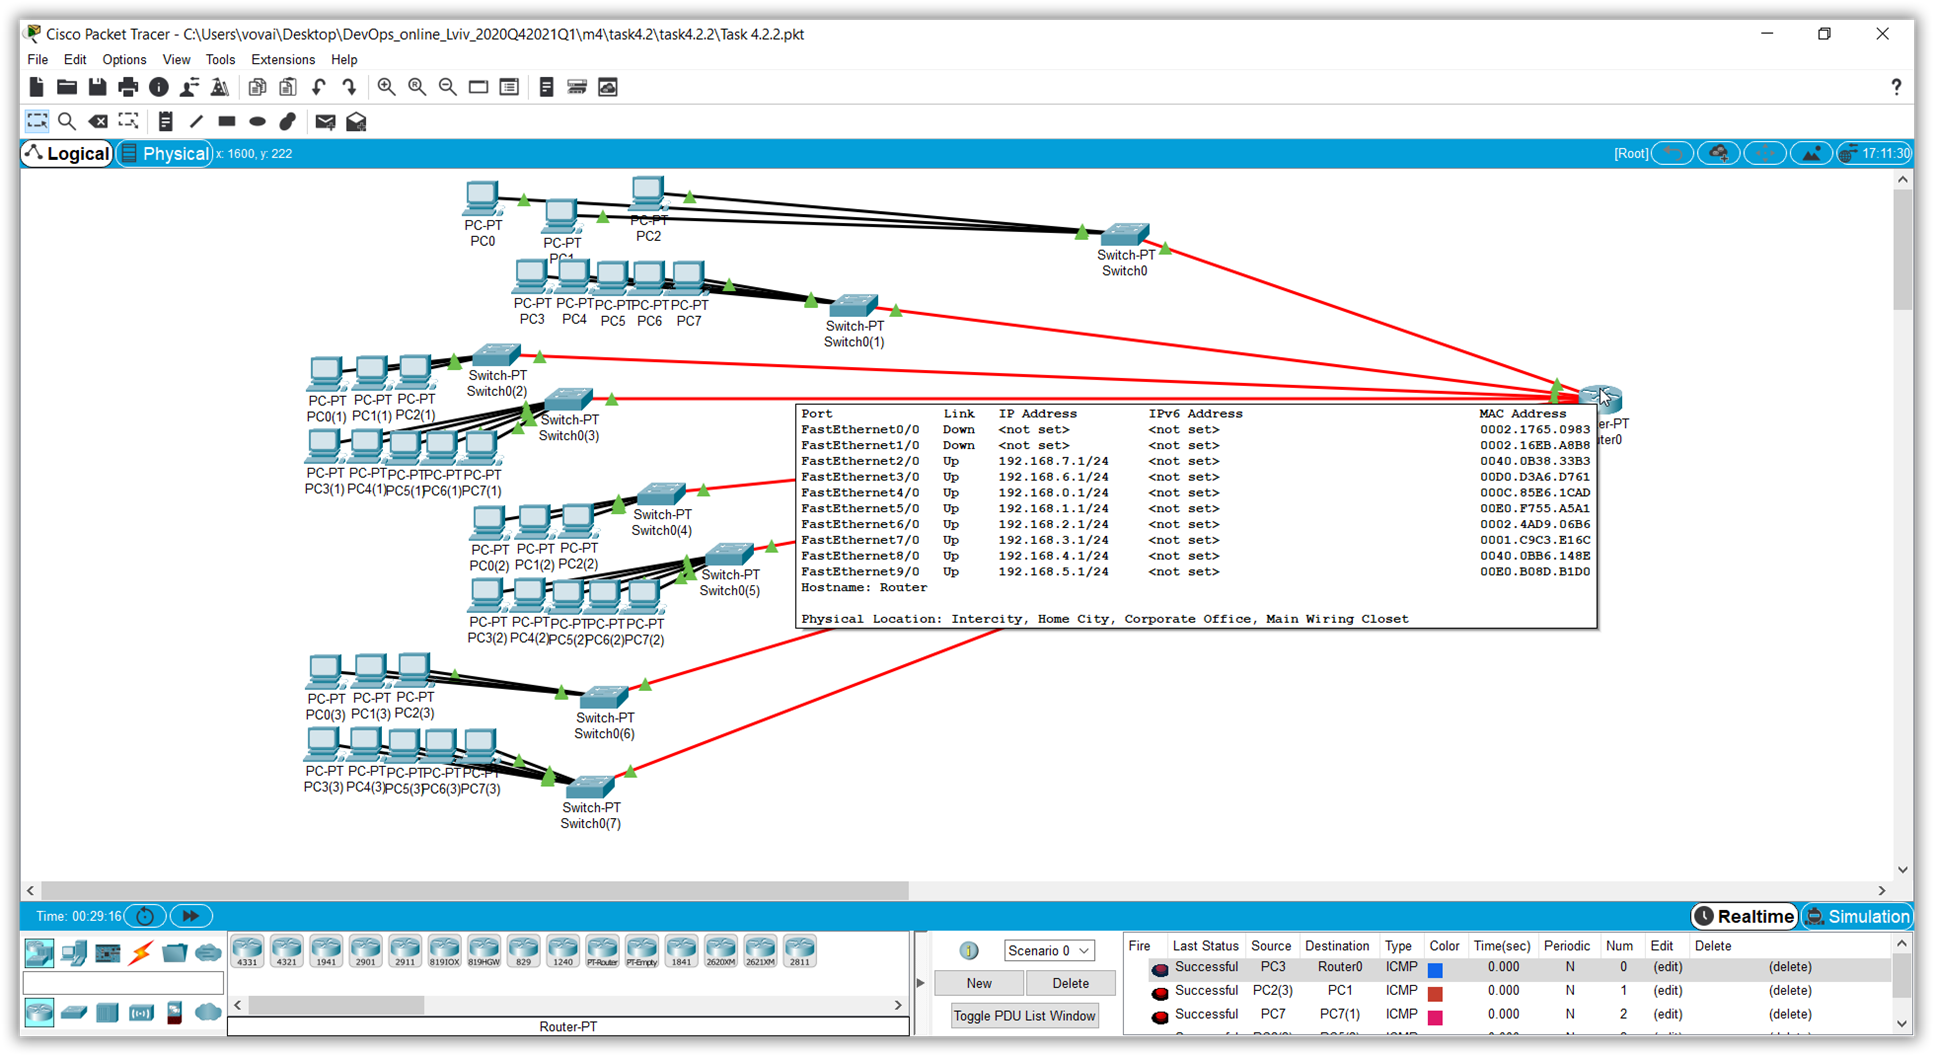 Cisco Packet Tracer - C:\Users\vovai\Desktop\DevOps_online_Lviv_2020Q42021Q1\m4\task4.2\task4.2.2\Task 4.2.2.pkt
File Edit Options View Tools Extensions Help
?
Logical Physical x: 1600, y: 222 [Root] 17:11:30
PC-PT
PC0
PC-PT
PC1
PC-PT
PC2
Switch-PT
Switch0
PC-PT PC-PT PC-PT PC-PT PC-PT
PC3 PC4 PC5 PC6 PC7
Switch-PT
Switch0(1)
PC-PT PC-PT PC-PT
PC0(1) PC1(1) PC2(1)
Switch-PT
Switch0(2)
Switch-PT
Switch0(3)
PC-PT PC-PT PC-PT PC-PT PC-PT
PC3(1) PC4(1) PC5(1) PC6(1) PC7(1)
Switch-PT
Switch0(4)
PC-PT PC-PT PC-PT
PC0(2) PC1(2) PC2(2)
Switch-PT
Switch0(5)
PC-PT PC-PT PC-PT PC-PT PC-PT
PC3(2) PC4(2) PC5(2) PC6(2) PC7(2)
PC-PT PC-PT PC-PT
PC0(3) PC1(3) PC2(3)
Switch-PT
Switch0(6)
PC-PT PC-PT PC-PT PC-PT PC-PT
PC3(3) PC4(3) PC5(3) PC6(3) PC7(3)
Switch-PT
Switch0(7)
er-PT
uter0
Port Link IP Address IPv6 Address MAC Address
FastEthernet0/0 Down <not set> <not set> 0002.1765.0983
FastEthernet1/0 Down <not set> <not set> 0002.16EB.A8B8
FastEthernet2/0 Up 192.168.7.1/24 <not set> 0040.0B38.33B3
FastEthernet3/0 Up 192.168.6.1/24 <not set> 00D0.D3A6.D761
FastEthernet4/0 Up 192.168.0.1/24 <not set> 000C.85E6.1CAD
FastEthernet5/0 Up 192.168.1.1/24 <not set> 00E0.F755.A5A1
FastEthernet6/0 Up 192.168.2.1/24 <not set> 0002.4AD9.06B6
FastEthernet7/0 Up 192.168.3.1/24 <not set> 0001.C9C3.E16C
FastEthernet8/0 Up 192.168.4.1/24 <not set> 0040.0BB6.148E
FastEthernet9/0 Up 192.168.5.1/24 <not set> 00E0.B08D.B1D0
Hostname: Router
Physical Location: Intercity, Home City, Corporate Office, Main Wiring Closet
Time: 00:29:16 Realtime Simulation
4331 4321 1941 2901 2911 819IOX 819HGW 829 1240 PT-Router PT-Empty 1841 2620XM 2621XM 2811
Router-PT
Scenario 0
New Delete
Toggle PDU List Window
Fire Last Status Source Destination Type Color Time(sec) Periodic Num Edit Delete
Successful PC3 Router0 ICMP 0.000 N 0 (edit) (delete)
Successful PC2(3) PC1 ICMP 0.000 N 1 (edit) (delete)
Successful PC7 PC7(1) ICMP 0.000 N 2 (edit) (delete)